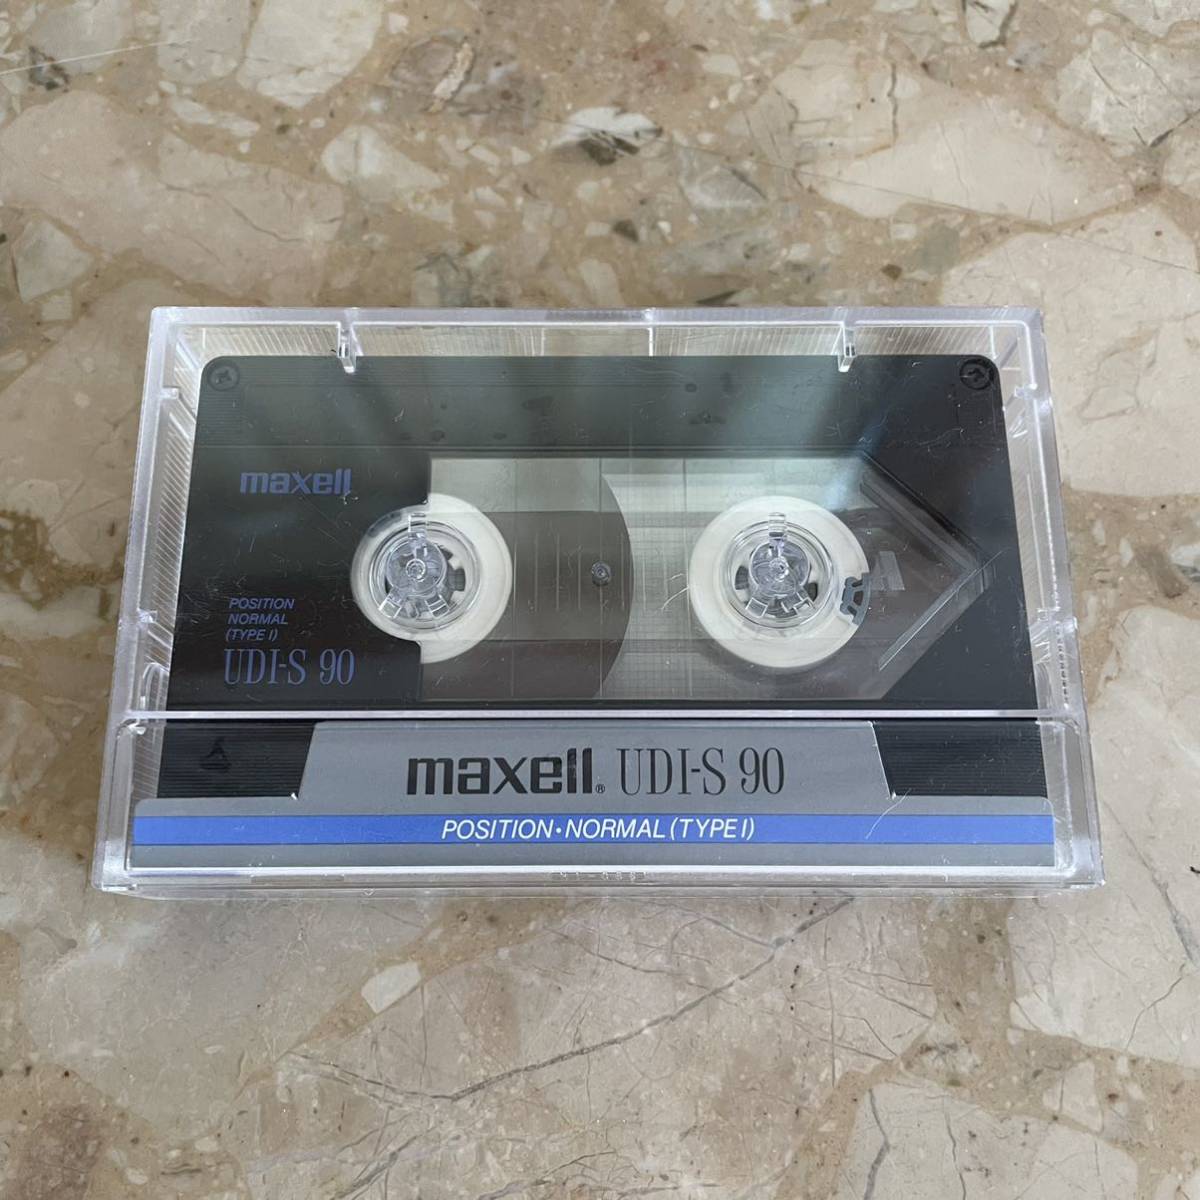 maxell
POSITION
NORMAL
(TYPE I)
UDI-S 90
maxell® UDI-S 90
POSITION•NORMAL (TYPE I)